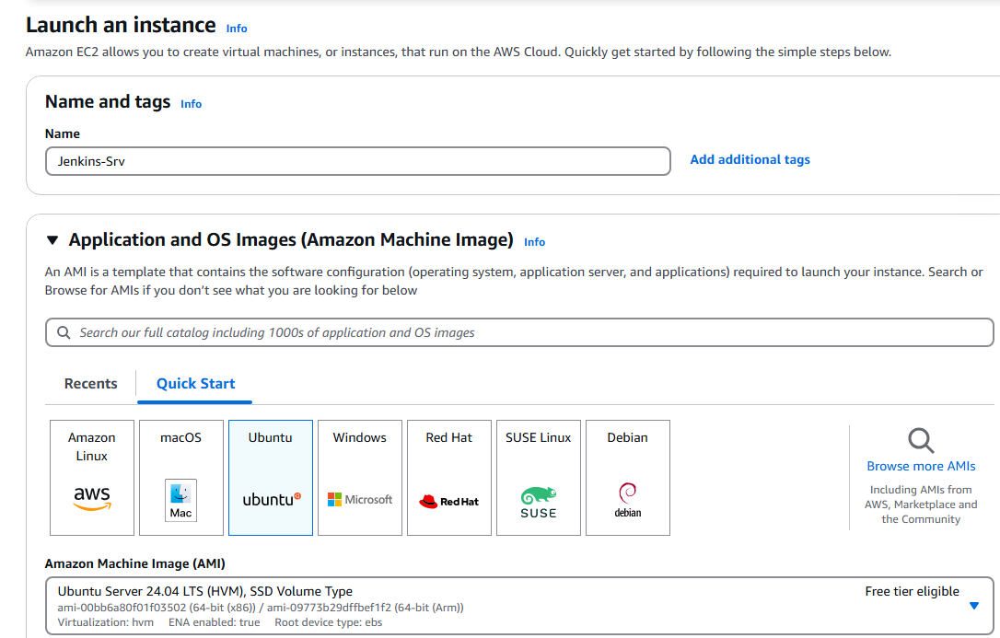 Launch an instance Info
Amazon EC2 allows you to create virtual machines, or instances, that run on the AWS Cloud. Quickly get started by following the simple steps below.
Name and tags Info
Name
Jenkins-Srv
Add additional tags
Application and OS Images (Amazon Machine Image) Info
An AMI is a template that contains the software configuration (operating system, application server, and applications) required to launch your instance. Search or
Browse for AMIs if you don’t see what you are looking for below
Search our full catalog including 1000s of application and OS images
Recents
Quick Start
Amazon
Linux
aws
macOS
Mac
Ubuntu
ubuntu
Windows
Microsoft
Red Hat
Red Hat
SUSE Linux
SUSE
Debian
debian
Browse more AMIs
Including AMIs from
AWS, Marketplace and
the Community
Amazon Machine Image (AMI)
Ubuntu Server 24.04 LTS (HVM), SSD Volume Type
Free tier eligible
ami-00bb6a80f01f03502 (64-bit (x86)) / ami-09773b29dffbef1f2 (64-bit (Arm))
Virtualization: hvm ENA enabled: true Root device type: ebs